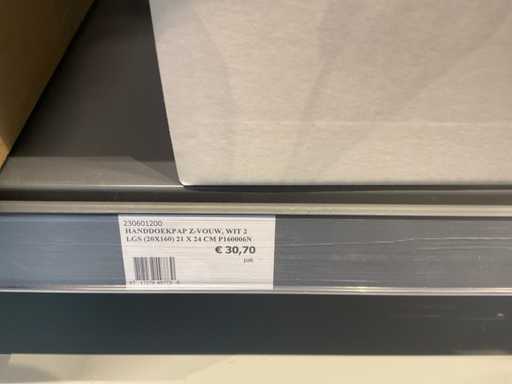 230601200
HANDDOEKPAP Z-VOUW, WIT 2
LGS (20X160) 21 X 24 CM P160006N
€ 30,70